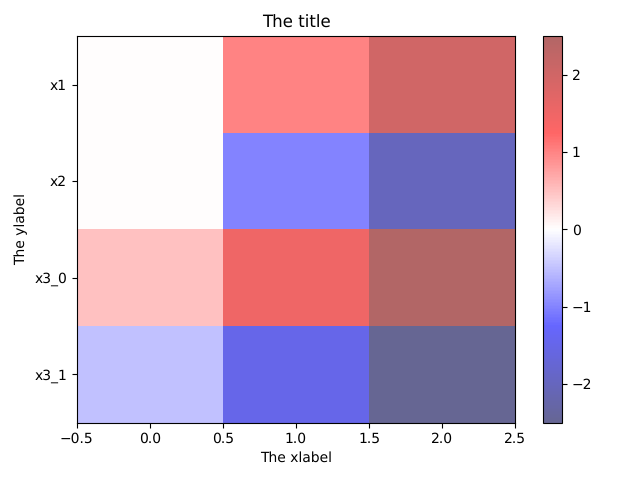 The title
x1
x2
x3_0
x3_1
The ylabel
−0.5 0.0 0.5 1.0 1.5 2.0 2.5
The xlabel
2
1
0
−1
−2